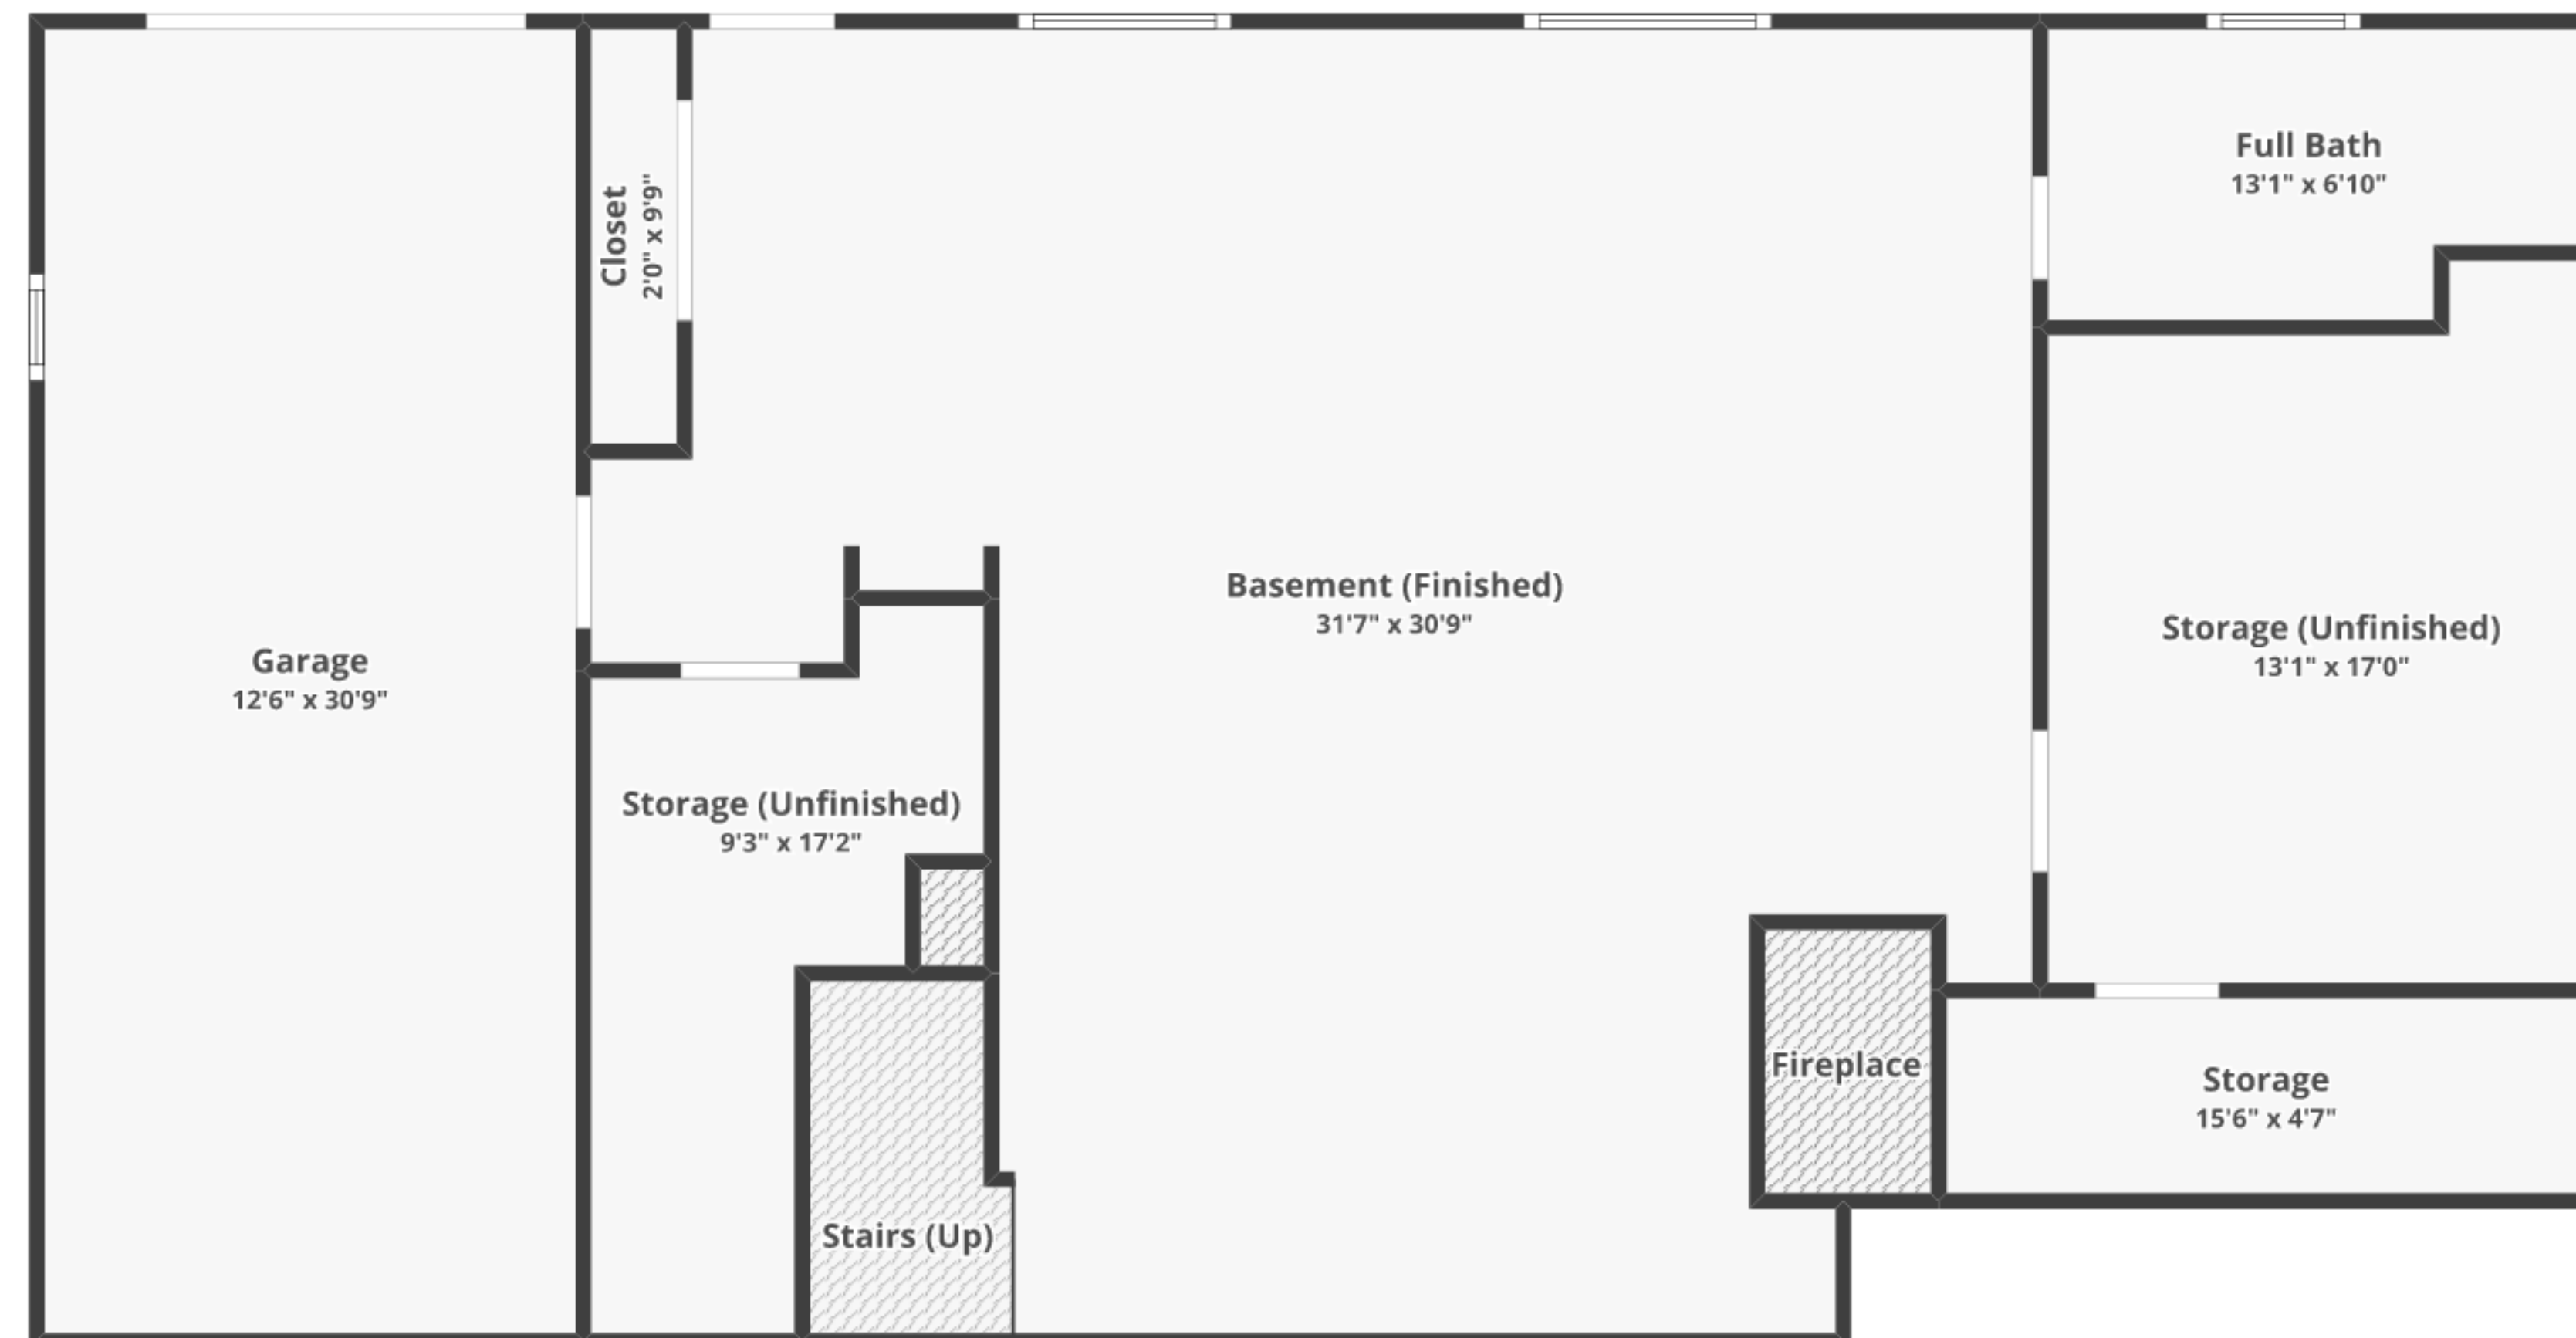 Full Bath
13'1" x 6'10"
Closet
2'0" x 9'9"
Basement (Finished)
31'7" x 30'9"
Storage (Unfinished)
13'1" x 17'0"
Garage
12'6" x 30'9"
Storage (Unfinished)
9'3" x 17'2"
Fireplace
Storage
15'6" x 4'7"
Stairs (Up)